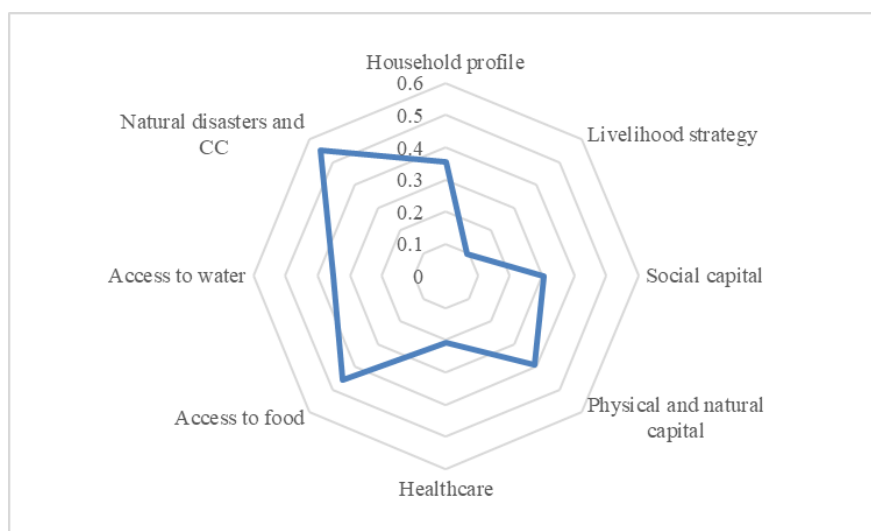 Household profile
0.6
0.5
0.4
0.3
0.2
0.1
0
Livelihood strategy
Social capital
Physical and natural
capital
Healthcare
Access to food
Access to water
Natural disasters and
CC